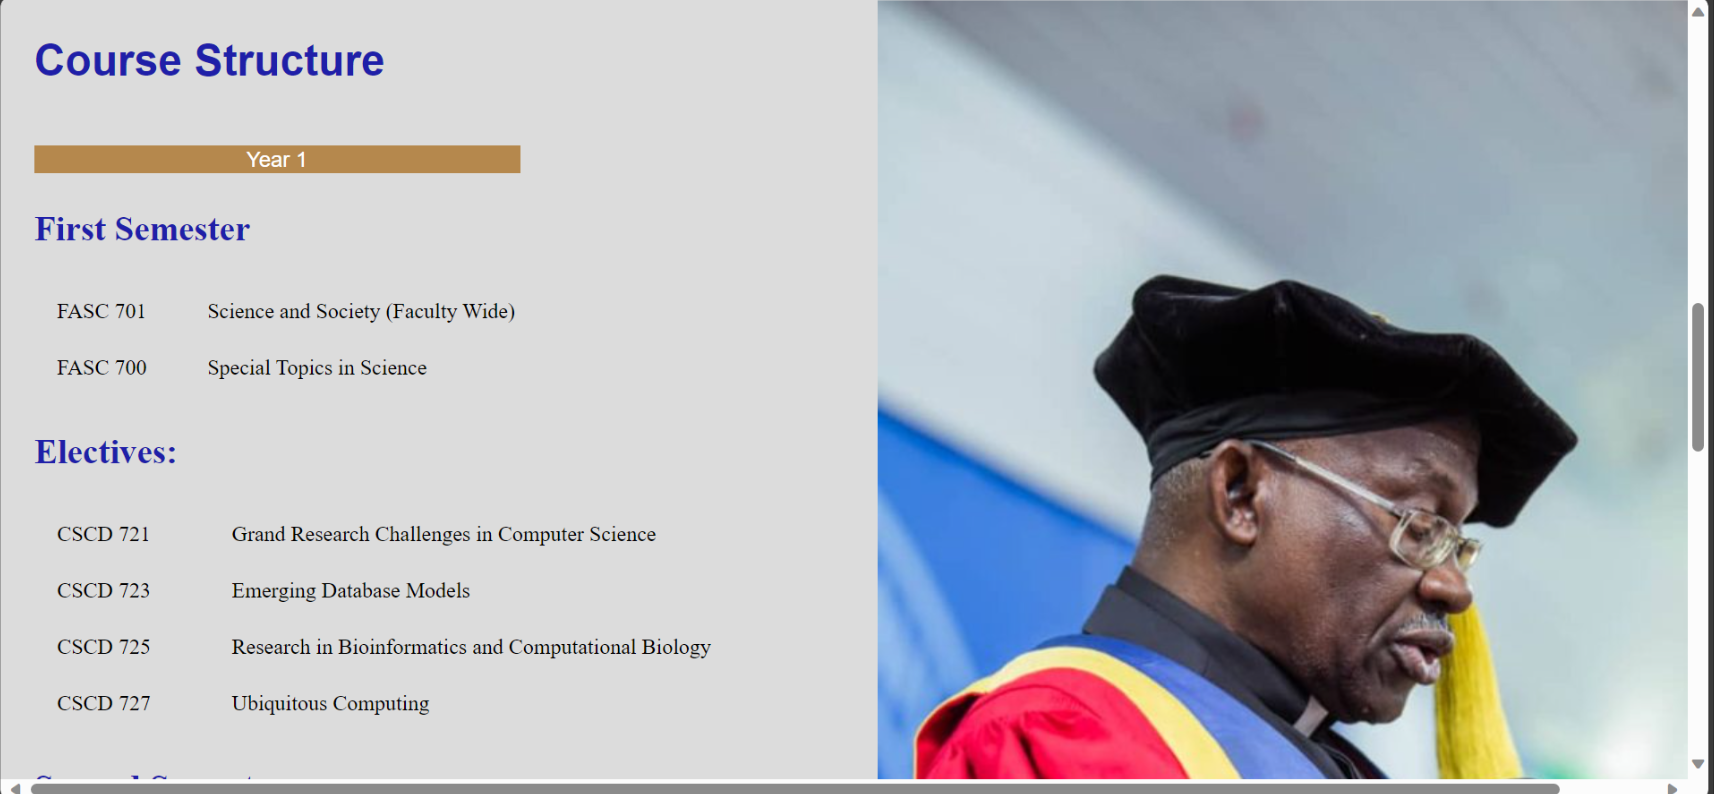 Course Structure
Year 1
First Semester
FASC 701 Science and Society (Faculty Wide)
FASC 700 Special Topics in Science
Electives:
CSCD 721 Grand Research Challenges in Computer Science
CSCD 723 Emerging Database Models
CSCD 725 Research in Bioinformatics and Computational Biology
CSCD 727 Ubiquitous Computing